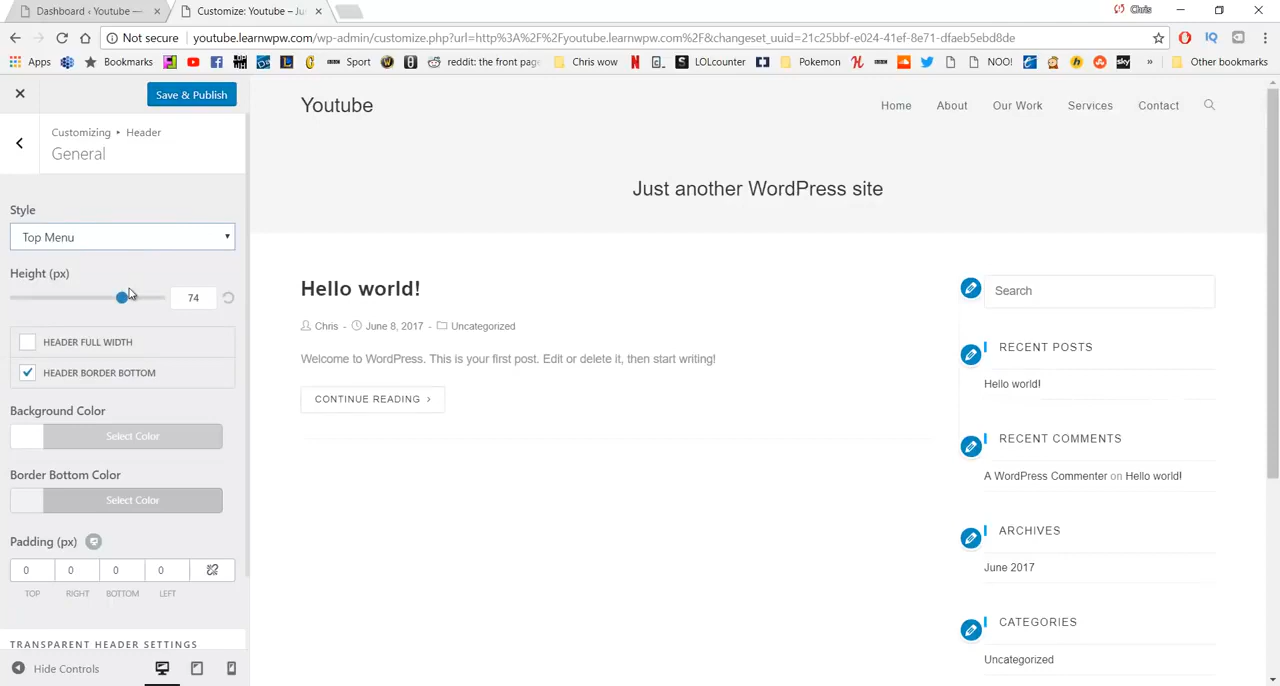 Dashboard ‹ Youtube —
Customize: Youtube – Ju
Chris
Not secure
youtube.learnwpw.com/wp-admin/customize.php?url=http%3A%2F%2Fyoutube.learnwpw.com%2F&changeset_uuid=21c25bbf-e024-41ef-8e71-dfaeb5ebd8de
Apps
Bookmarks
Sport
reddit: the front page
Chris wow
LOLcounter
Pokemon
NOO!
Other bookmarks
Save & Publish
Customizing ▸ Header
General
Style
Top Menu
Height (px)
74
HEADER FULL WIDTH
HEADER BORDER BOTTOM
Background Color
Select Color
Border Bottom Color
Select Color
Padding (px)
0 0 0 0
TOP RIGHT BOTTOM LEFT
TRANSPARENT HEADER SETTINGS
Hide Controls
Youtube
Home About Our Work Services Contact
Just another WordPress site
Hello world!
Chris - June 8, 2017 - Uncategorized
Welcome to WordPress. This is your first post. Edit or delete it, then start writing!
CONTINUE READING ›
Search
RECENT POSTS
Hello world!
RECENT COMMENTS
A WordPress Commenter on Hello world!
ARCHIVES
June 2017
CATEGORIES
Uncategorized